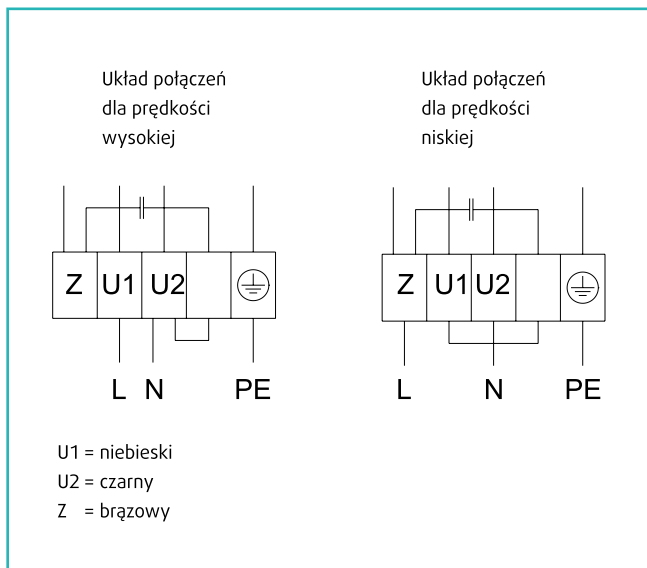 Układ połączeń
dla prędkości
wysokiej
Układ połączeń
dla prędkości
niskiej
Z U1 U2
Z U1 U2
L N PE
L N PE
U1 = niebieski
U2 = czarny
Z = brązowy